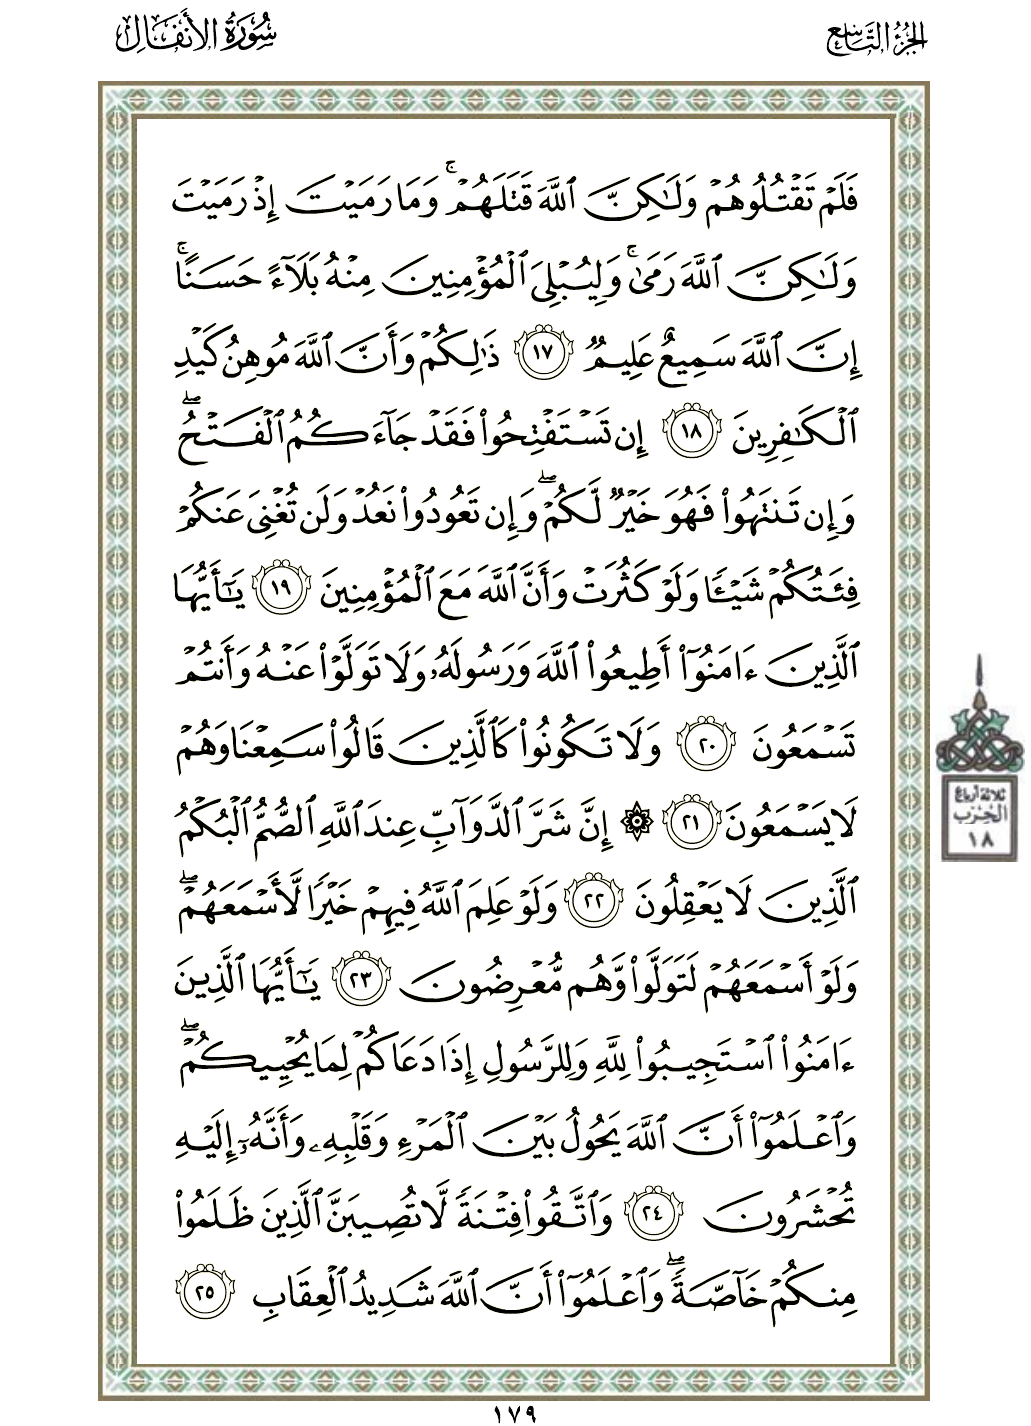 الجزء التاسع
سورة الأنفال
فَلَمْ تَقْتُلُوهُمْ وَلَٰكِنَّ ٱللَّهَ قَتَلَهُمْ ۚ وَمَا رَمَيْتَ إِذْ رَمَيْتَ
وَلَٰكِنَّ ٱللَّهَ رَمَىٰ ۚ وَلِيُبْلِىَ ٱلْمُؤْمِنِينَ مِنْهُ بَلَآءً حَسَنًا ۚ
إِنَّ ٱللَّهَ سَمِيعٌ عَلِيمٌ ١٧ ذَٰلِكُمْ وَأَنَّ ٱللَّهَ مُوهِنُ كَيْدِ
ٱلْكَٰفِرِينَ ١٨ إِن تَسْتَفْتِحُوا۟ فَقَدْ جَآءَكُمُ ٱلْفَتْحُ ۖ
وَإِن تَنتَهُوا۟ فَهُوَ خَيْرٌ لَّكُمْ ۖ وَإِن تَعُودُوا۟ نَعُدْ وَلَن تُغْنِىَ عَنكُمْ
فِئَتُكُمْ شَيْـًٔا وَلَوْ كَثُرَتْ وَأَنَّ ٱللَّهَ مَعَ ٱلْمُؤْمِنِينَ ١٩ يَٰٓأَيُّهَا
ٱلَّذِينَ ءَامَنُوٓا۟ أَطِيعُوا۟ ٱللَّهَ وَرَسُولَهُۥ وَلَا تَوَلَّوْا۟ عَنْهُ وَأَنتُمْ
تَسْمَعُونَ ٢٠ وَلَا تَكُونُوا۟ كَٱلَّذِينَ قَالُوا۟ سَمِعْنَا وَهُمْ
لَا يَسْمَعُونَ ٢١ ۞ إِنَّ شَرَّ ٱلدَّوَآبِّ عِندَ ٱللَّهِ ٱلصُّمُّ ٱلْبُكْمُ
ٱلَّذِينَ لَا يَعْقِلُونَ ٢٢ وَلَوْ عَلِمَ ٱللَّهُ فِيهِمْ خَيْرًا لَّأَسْمَعَهُمْ ۖ
وَلَوْ أَسْمَعَهُمْ لَتَوَلَّوا۟ وَّهُم مُّعْرِضُونَ ٢٣ يَٰٓأَيُّهَا ٱلَّذِينَ
ءَامَنُوا۟ ٱسْتَجِيبُوا۟ لِلَّهِ وَلِلرَّسُولِ إِذَا دَعَاكُمْ لِمَا يُحْيِيكُمْ ۖ
وَٱعْلَمُوٓا۟ أَنَّ ٱللَّهَ يَحُولُ بَيْنَ ٱلْمَرْءِ وَقَلْبِهِۦ وَأَنَّهُۥٓ إِلَيْهِ
تُحْشَرُونَ ٢٤ وَٱتَّقُوا۟ فِتْنَةً لَّا تُصِيبَنَّ ٱلَّذِينَ ظَلَمُوا۟
مِنكُمْ خَآصَّةً ۖ وَٱعْلَمُوٓا۟ أَنَّ ٱللَّهَ شَدِيدُ ٱلْعِقَابِ ٢٥
ثلاثة أرباع
الحزب
١٨
١٧٩